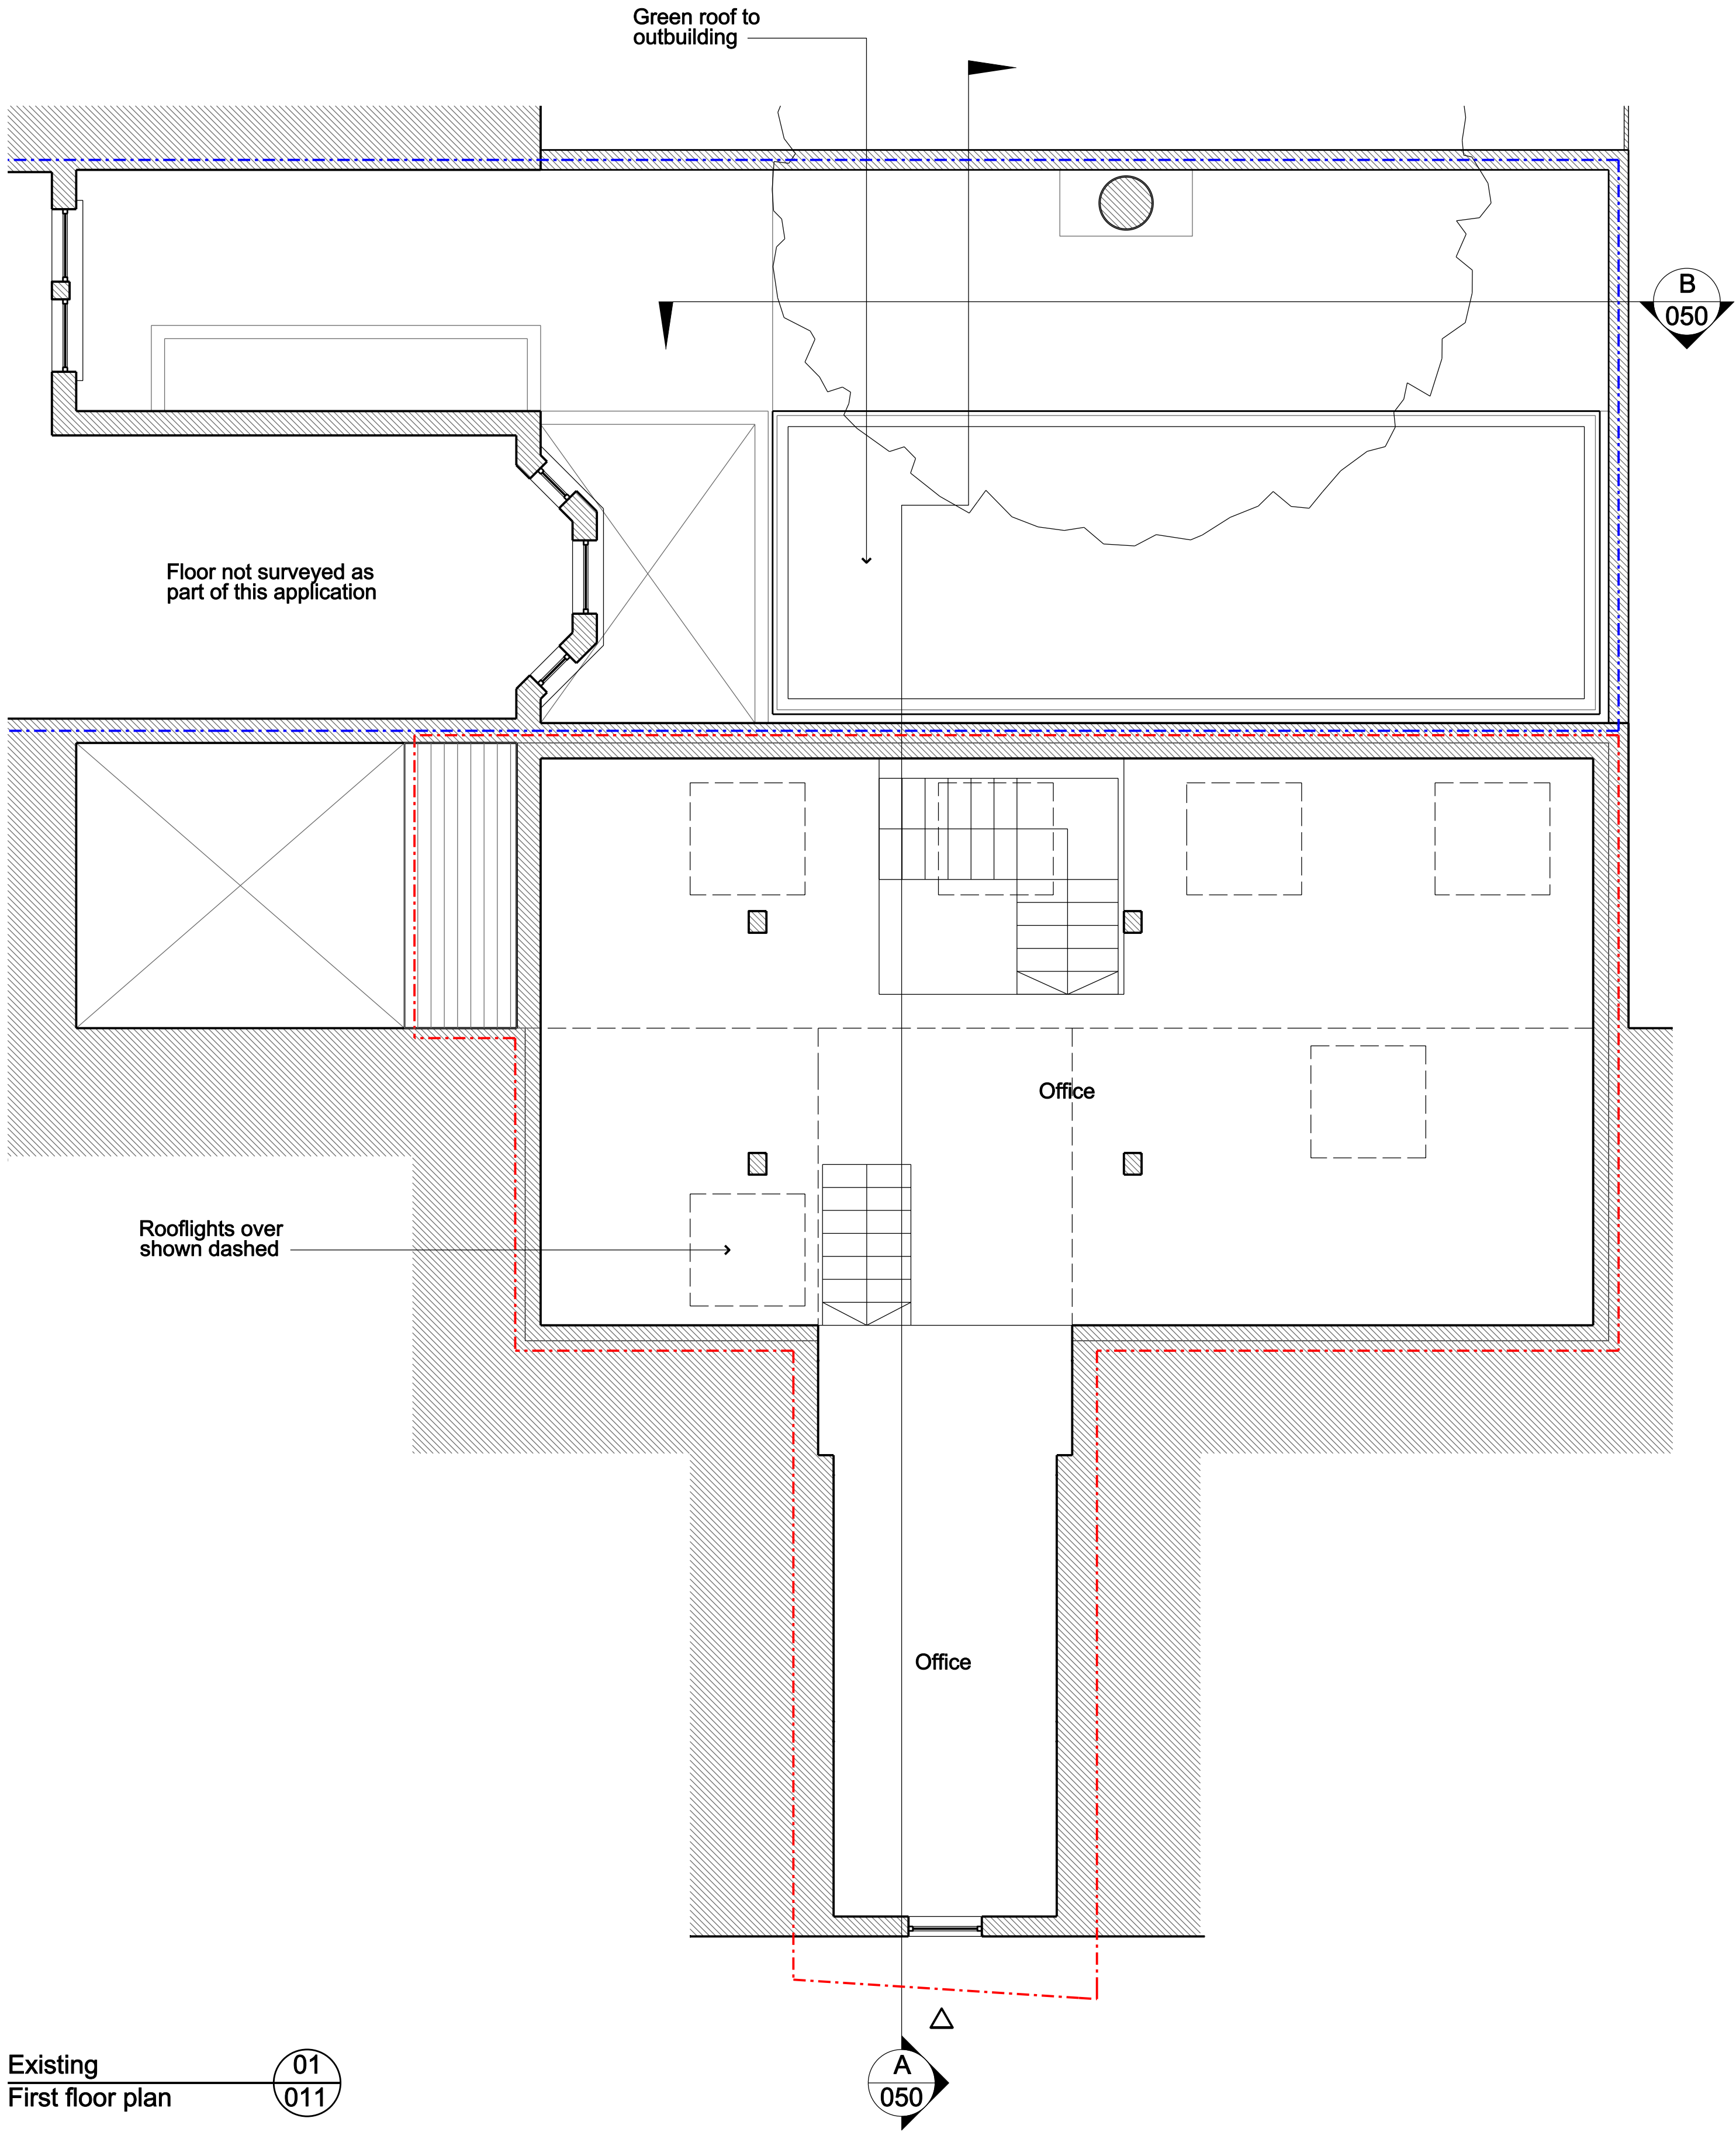 Green roof to
outbuilding
B
050
Floor not surveyed as
part of this application
Office
Rooflights over
shown dashed
Office
Existing
First floor plan
01
011
A
050